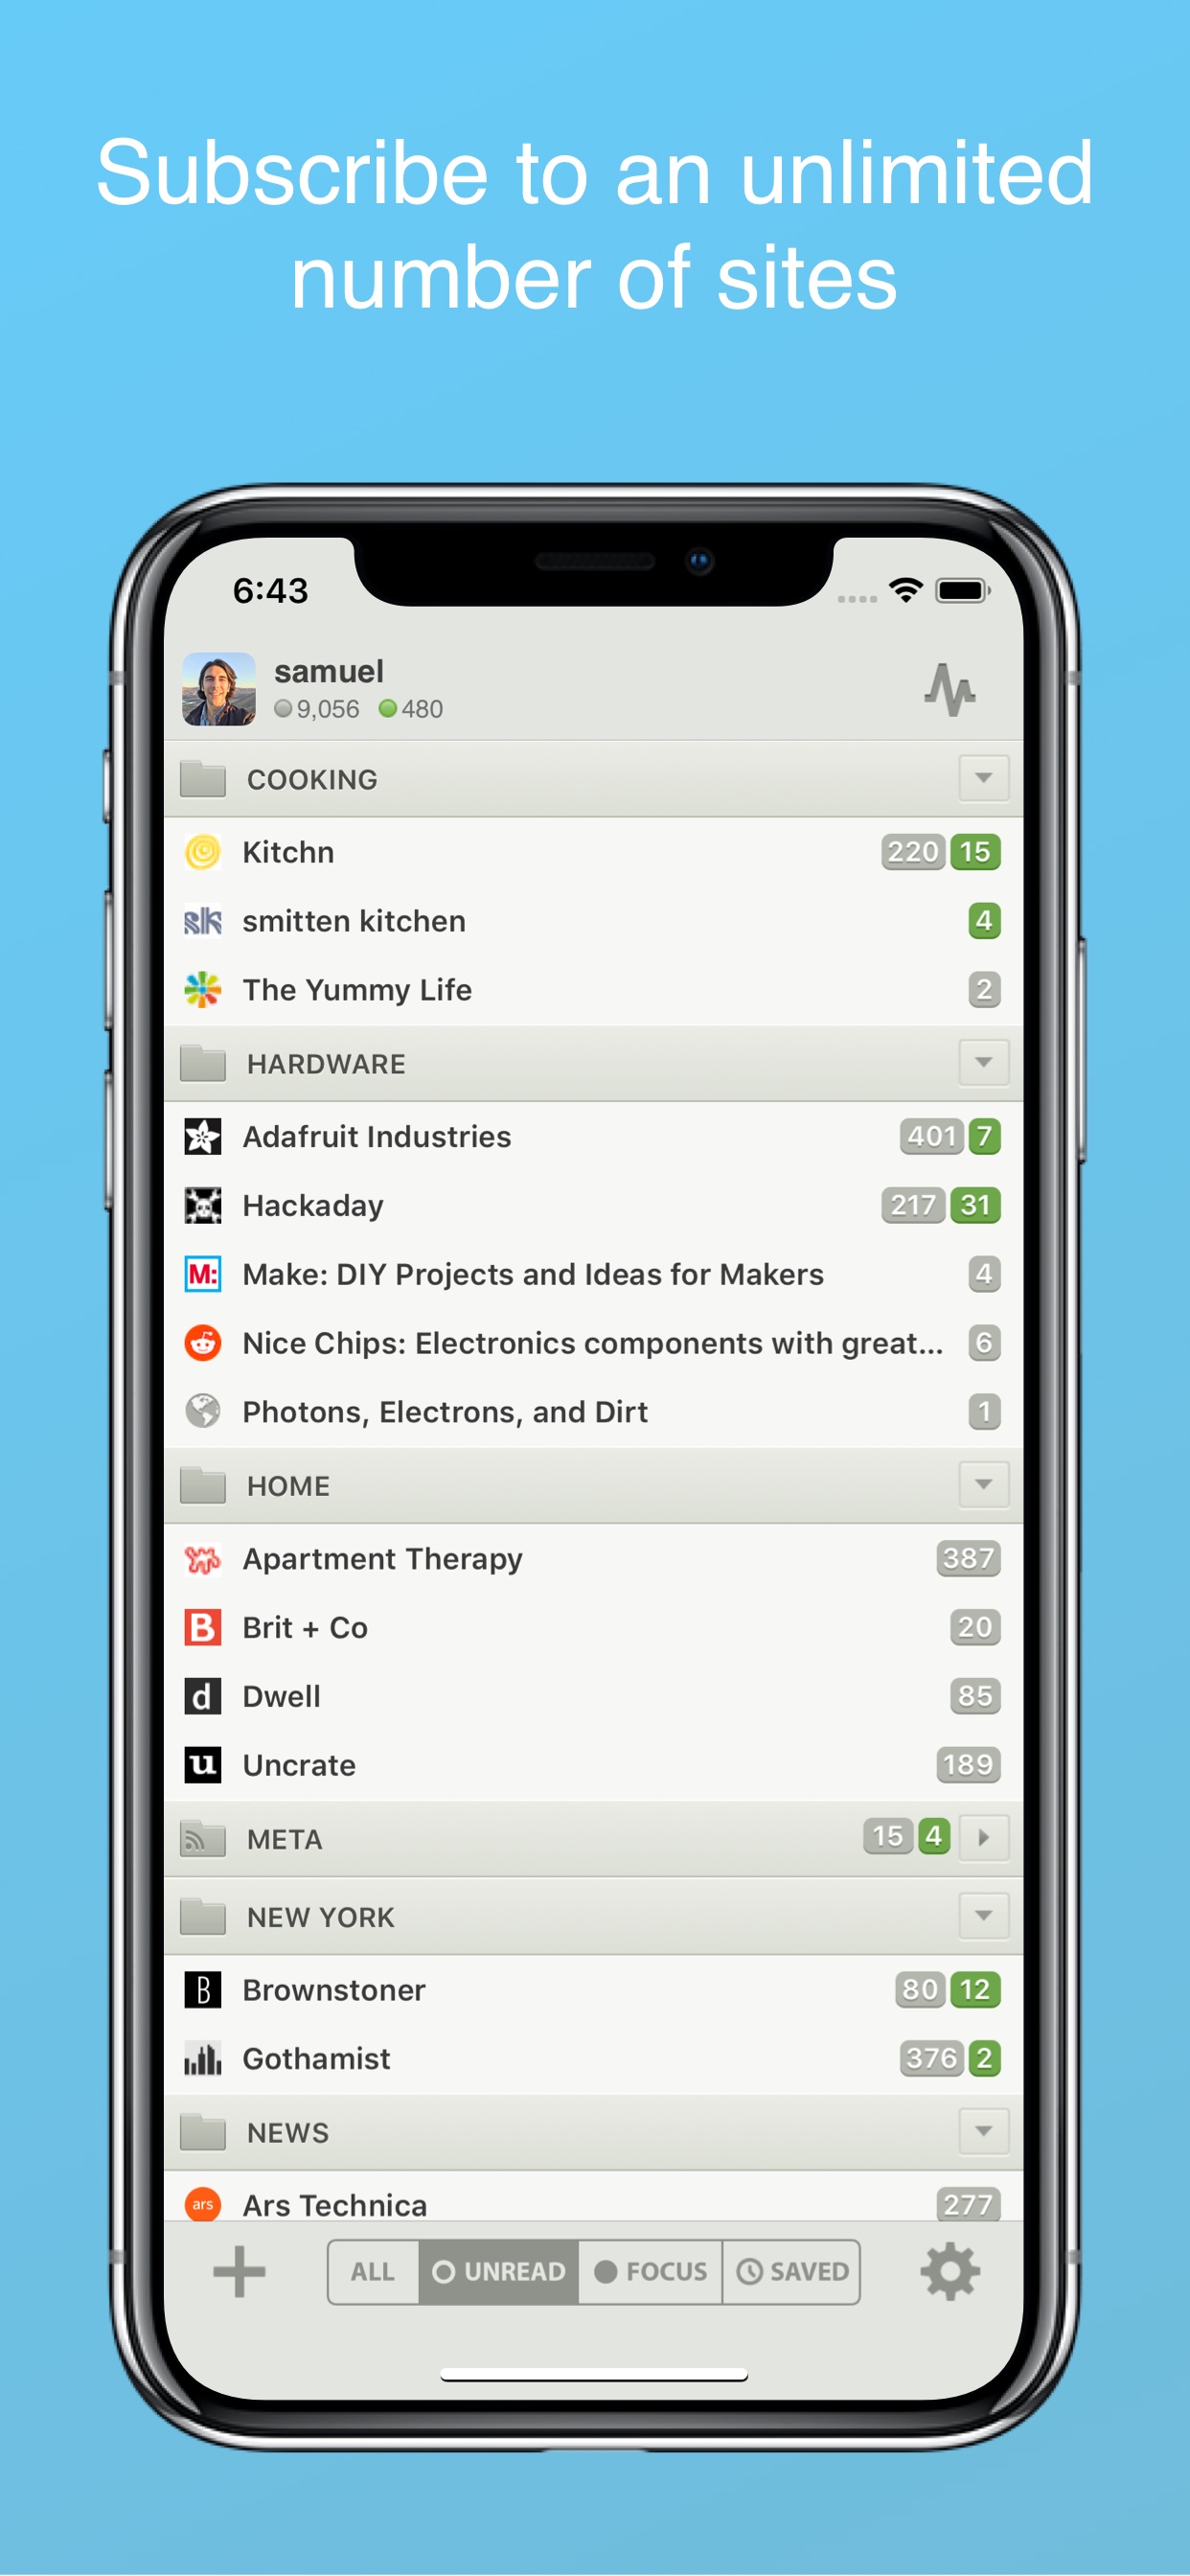 Subscribe to an unlimited
number of sites
6:43
samuel
9,056 480
COOKING
Kitchn 220 15
sk smitten kitchen 4
The Yummy Life 2
HARDWARE
Adafruit Industries 401 7
Hackaday 217 31
M: Make: DIY Projects and Ideas for Makers 4
Nice Chips: Electronics components with great... 6
Photons, Electrons, and Dirt 1
HOME
Apartment Therapy 387
B Brit + Co 20
d Dwell 85
u Uncrate 189
META 15 4
NEW YORK
B Brownstoner 80 12
Gothamist 376 2
NEWS
ars Ars Technica 277
ALL UNREAD FOCUS SAVED